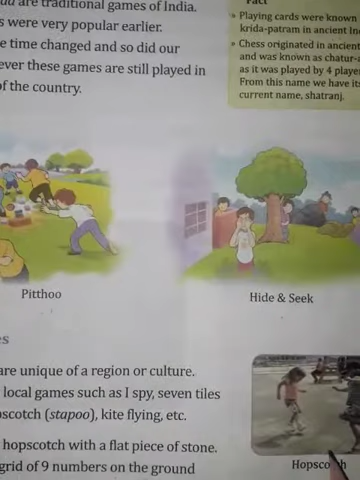 are traditional games of India.
s were very popular earlier.
e time changed and so did our
ever these games are still played in
of the country.
Fact
Playing cards were known
krida-patram in ancient
Chess originated in ancient
and was known as
as it was played by 4
From this name we have
current name, shatranj.
Pitthoo
Hide & Seek
es
are unique of a region or culture.
local games such as I spy, seven tiles
scotch (stapoo), kite flying, etc.
hopscotch with a flat piece of stone.
grid of 9 numbers on the ground